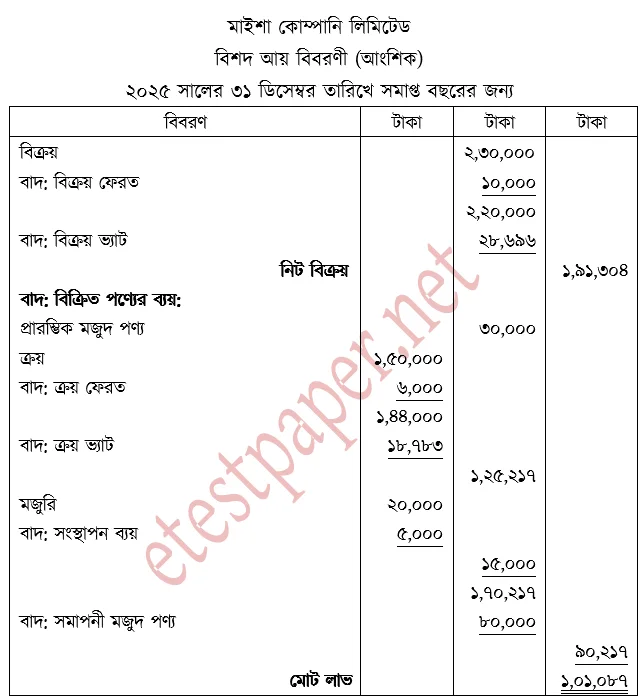 মাইশা কোম্পানি লিমিটেড
বিশদ আয় বিবরণী (আংশিক)
২০২৫ সালের ৩১ ডিসেম্বর তারিখে সমাপ্ত বছরের জন্য
বিবরণ টাকা টাকা টাকা
বিক্রয় ২,৩০,০০০
বাদ: বিক্রয় ফেরত ১০,০০০
২,২০,০০০
বাদ: বিক্রয় ভ্যাট ২৮,৬৯৬
নিট বিক্রয় ১,৯১,৩০৪
বাদ: বিক্রিত পণ্যের ব্যয়:
প্রারম্ভিক মজুদ পণ্য ৩০,০০০
ক্রয় ১,৫০,০০০
বাদ: ক্রয় ফেরত ৬,০০০
১,৪৪,০০০
বাদ: ক্রয় ভ্যাট ১৮,৭৮৩
১,২৫,২১৭
মজুরি ২০,০০০
বাদ: সংস্থাপন ব্যয় ৫,০০০
১৫,০০০
১,৭০,২১৭
বাদ: সমাপনী মজুদ পণ্য ৮০,০০০
৯০,২১৭
মোট লাভ ১,০১,০৮৭
etestpaper.net